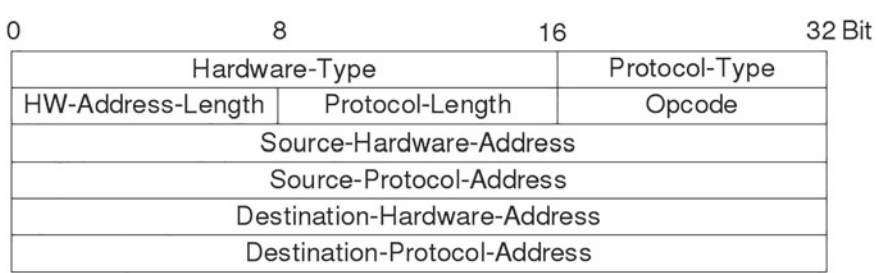 0 8 16 32 Bit
Hardware-Type Protocol-Type
HW-Address-Length Protocol-Length Opcode
Source-Hardware-Address
Source-Protocol-Address
Destination-Hardware-Address
Destination-Protocol-Address